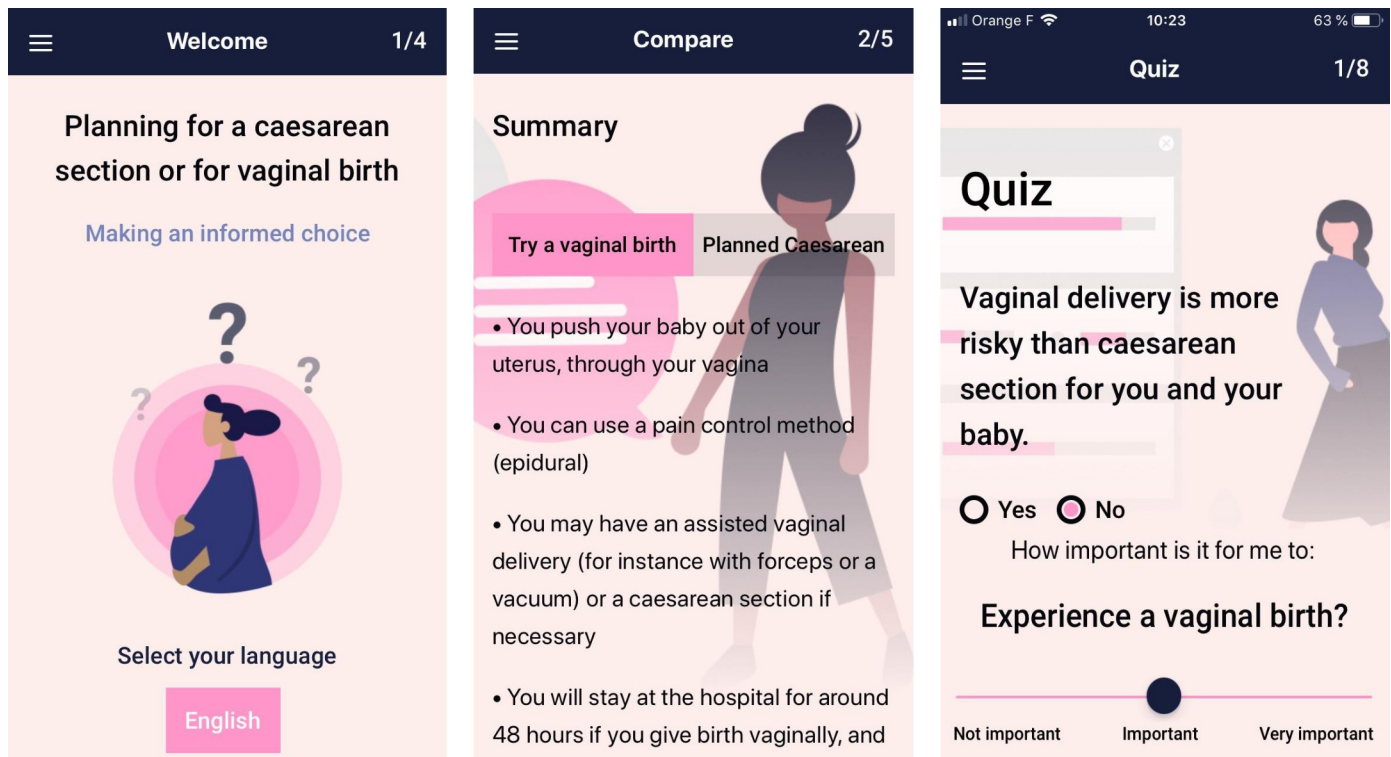 Welcome
1/4
Planning for a caesarean
section or for vaginal birth
Making an informed choice
?
?
?
Select your language
English
Compare
2/5
Summary
Try a vaginal birth
Planned Caesarean
• You push your baby out of your
uterus, through your vagina
• You can use a pain control method
(epidural)
• You may have an assisted vaginal
delivery (for instance with forceps or a
vacuum) or a caesarean section if
necessary
• You will stay at the hospital for around
48 hours if you give birth vaginally, and
Orange F
10:23
63 %
Quiz
1/8
Quiz
Vaginal delivery is more
risky than caesarean
section for you and your
baby.
Yes
No
How important is it for me to:
Experience a vaginal birth?
Not important
Important
Very important